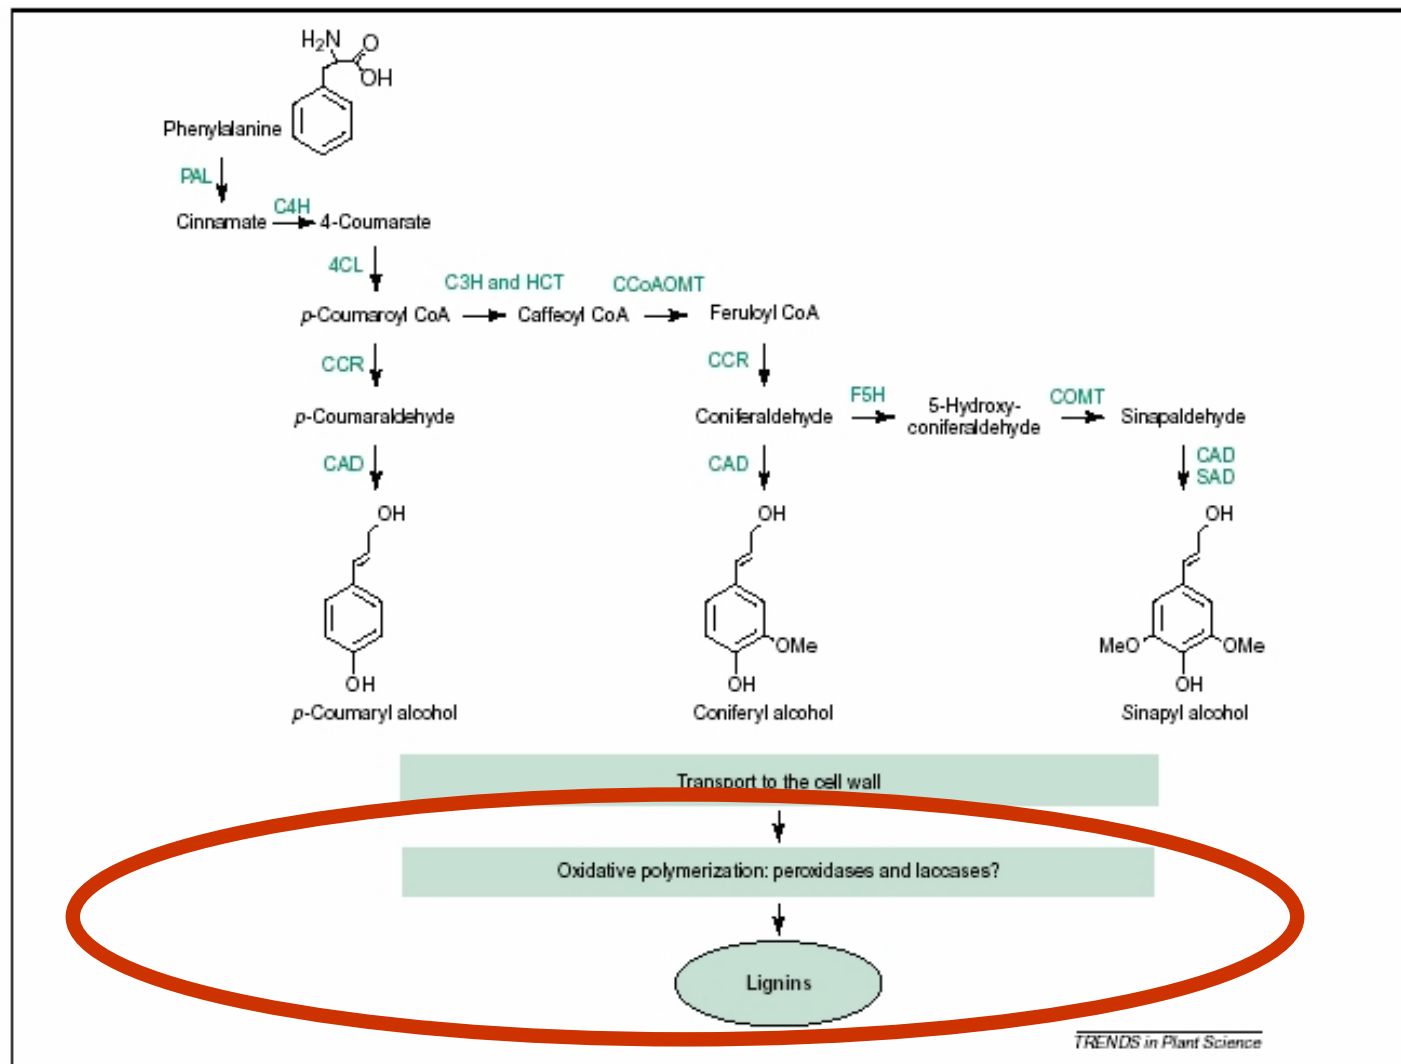 H₂N
O
OH
Phenylalanine
PAL
C4H
Cinnamate
4-Coumarate
4CL
C3H and HCT
CCoAOMT
p-Coumaroyl CoA
Caffeoyl CoA
Feruloyl CoA
CCR
CCR
F5H
COMT
p-Coumaraldehyde
Coniferaldehyde
5-Hydroxy-
coniferaldehyde
Sinapaldehyde
CAD
CAD
CAD
SAD
OH
OH
OH
OMe
MeO
OMe
OH
OH
OH
p-Coumaryl alcohol
Coniferyl alcohol
Sinapyl alcohol
Transport to the cell wall
Oxidative polymerization: peroxidases and laccases?
Lignins
TRENDS in Plant Science